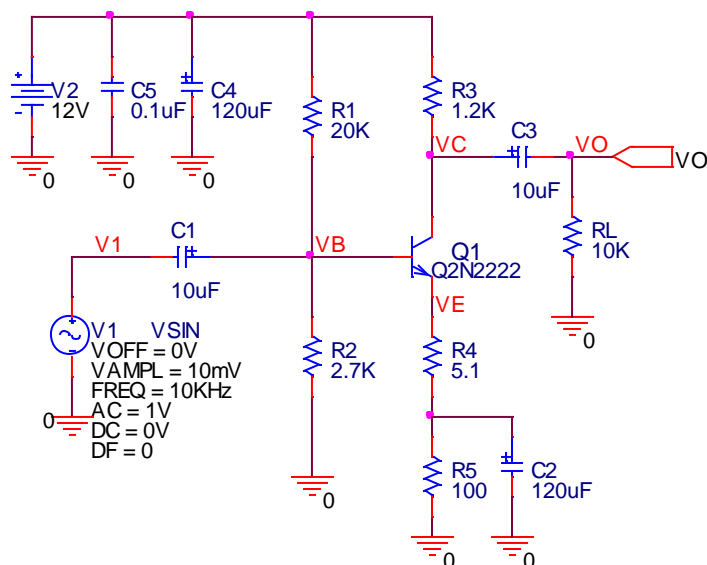 V2
12V
0
C5
0.1uF
0
C4
120uF
0
R1
20K
R3
1.2K
VC
C3
10uF
VO
VO
RL
10K
0
V1
C1
10uF
VB
Q1
Q2N2222
VE
V1 VSIN
VOFF = 0V
VAMPL = 10mV
FREQ = 10KHz
AC = 1V
DC = 0V
DF = 0
0
R2
2.7K
0
R4
5.1
R5
100
0
C2
120uF
0